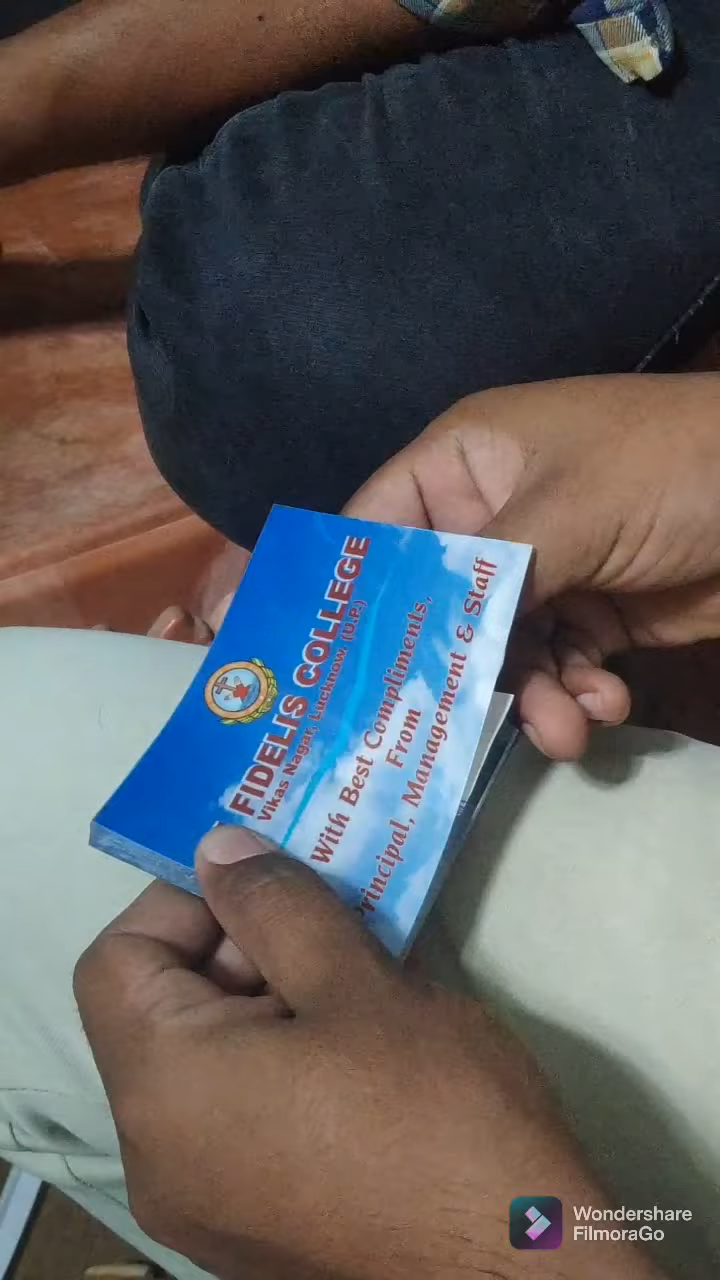 FIDELIS COLLEGE
Vikas Nagar, Lucknow. (U.P.)
With Best Compliments,
From
Principal, Management & Staff
Wondershare
FilmoraGo